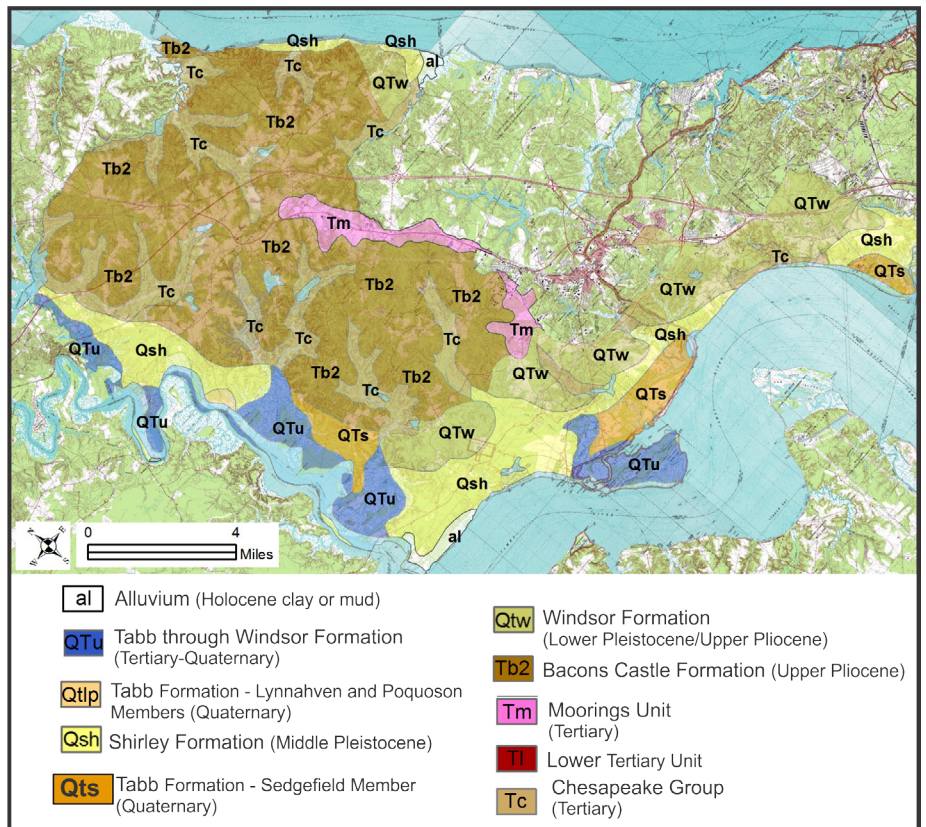 Qsh
Qsh
Tb2
al
Tc
Tc
QTw
Tb2
Tc
Tc
Tb2
QTw
Tm
Qsh
Tb2
Tc
QTs
Tb2
Tb2
QTw
Tc
Tb2
Tc
Tm
Qsh
Tc
Tc
QTu
Qsh
QTw
Tb2
QTw
Tb2
Tc
QTs
QTu
QTu
QTs
QTw
QTu
Qsh
QTu
al
N
E
W
S
0 4
Miles
al Alluvium (Holocene clay or mud)
QTu Tabb through Windsor Formation
(Tertiary-Quaternary)
Qtlp Tabb Formation - Lynnahven and Poquoson
Members (Quaternary)
Qsh Shirley Formation (Middle Pleistocene)
Qts Tabb Formation - Sedgefield Member
(Quaternary)
Qtw Windsor Formation
(Lower Pleistocene/Upper Pliocene)
Tb2 Bacons Castle Formation (Upper Pliocene)
Tm Moorings Unit
(Tertiary)
Tl Lower Tertiary Unit
Tc Chesapeake Group
(Tertiary)